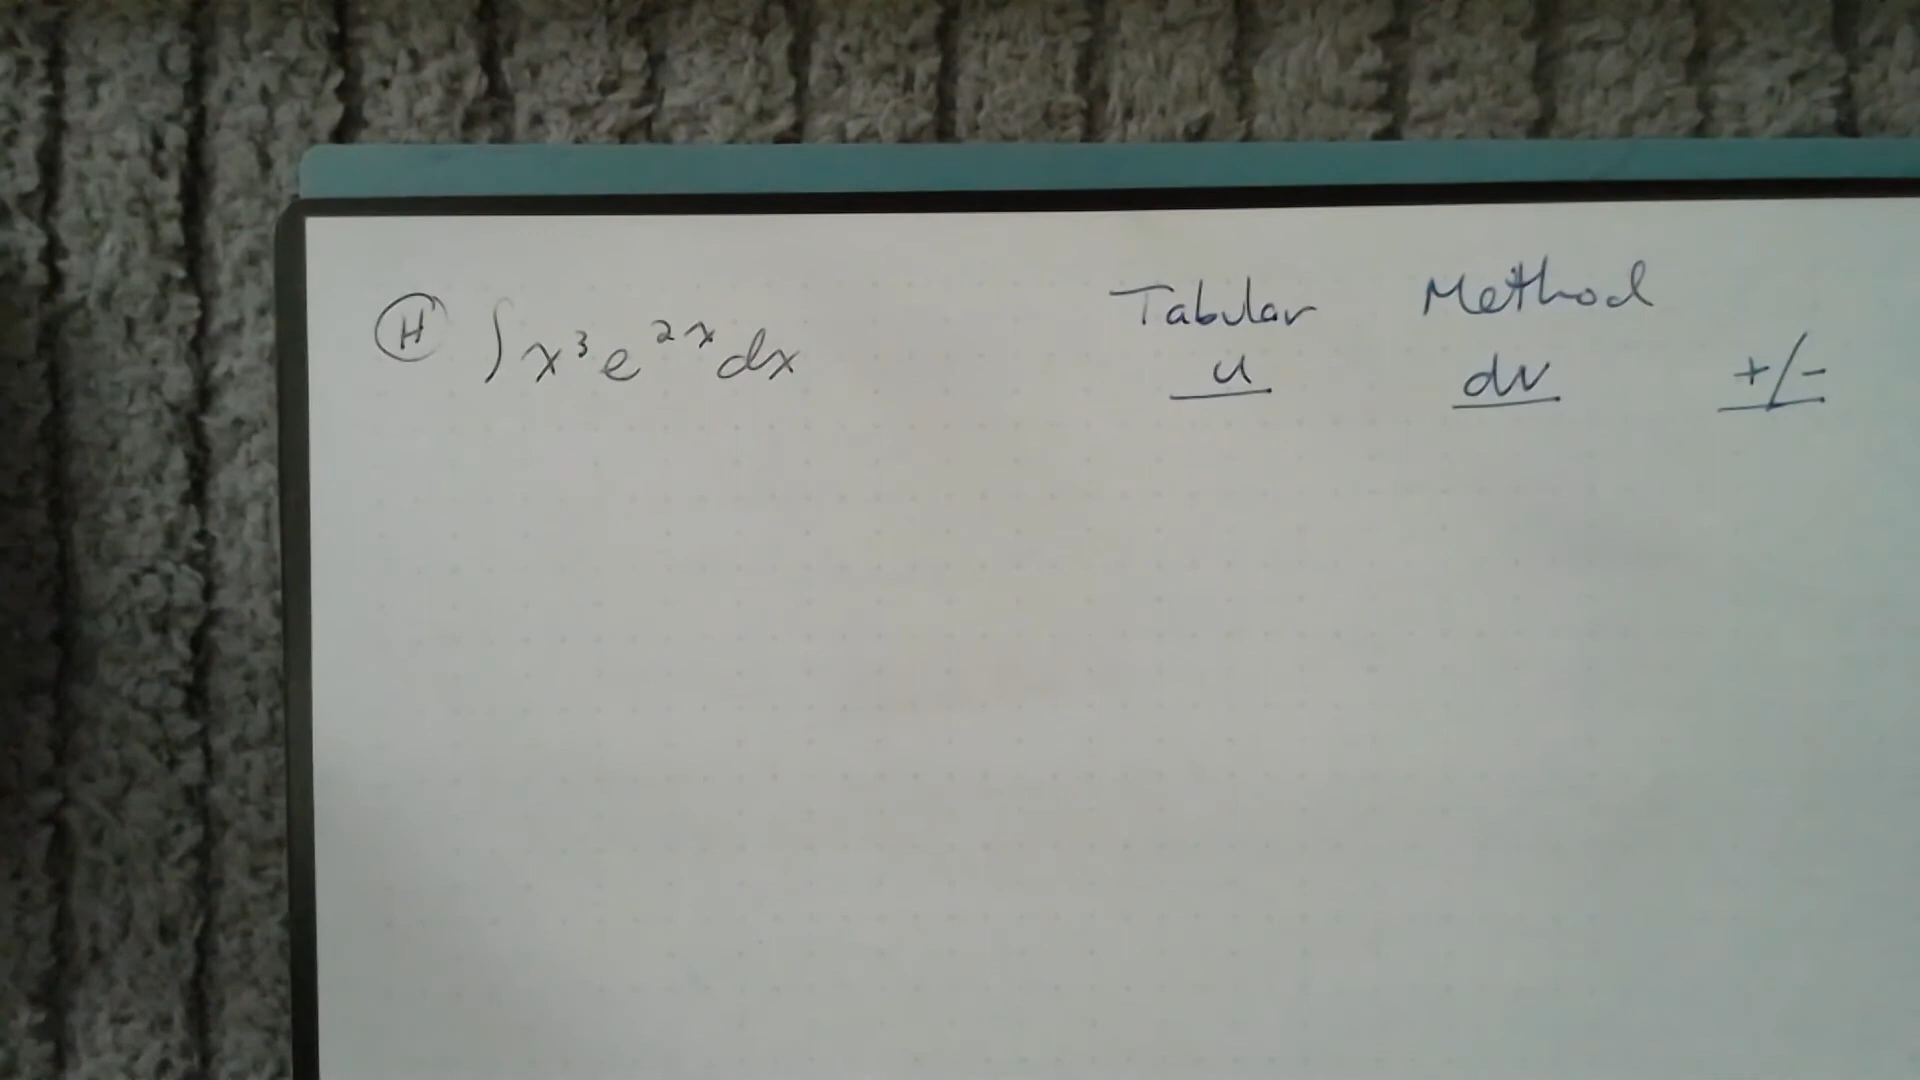 Ⓗ ∫x³e²ˣdx
Tabular Method
u dv +/-